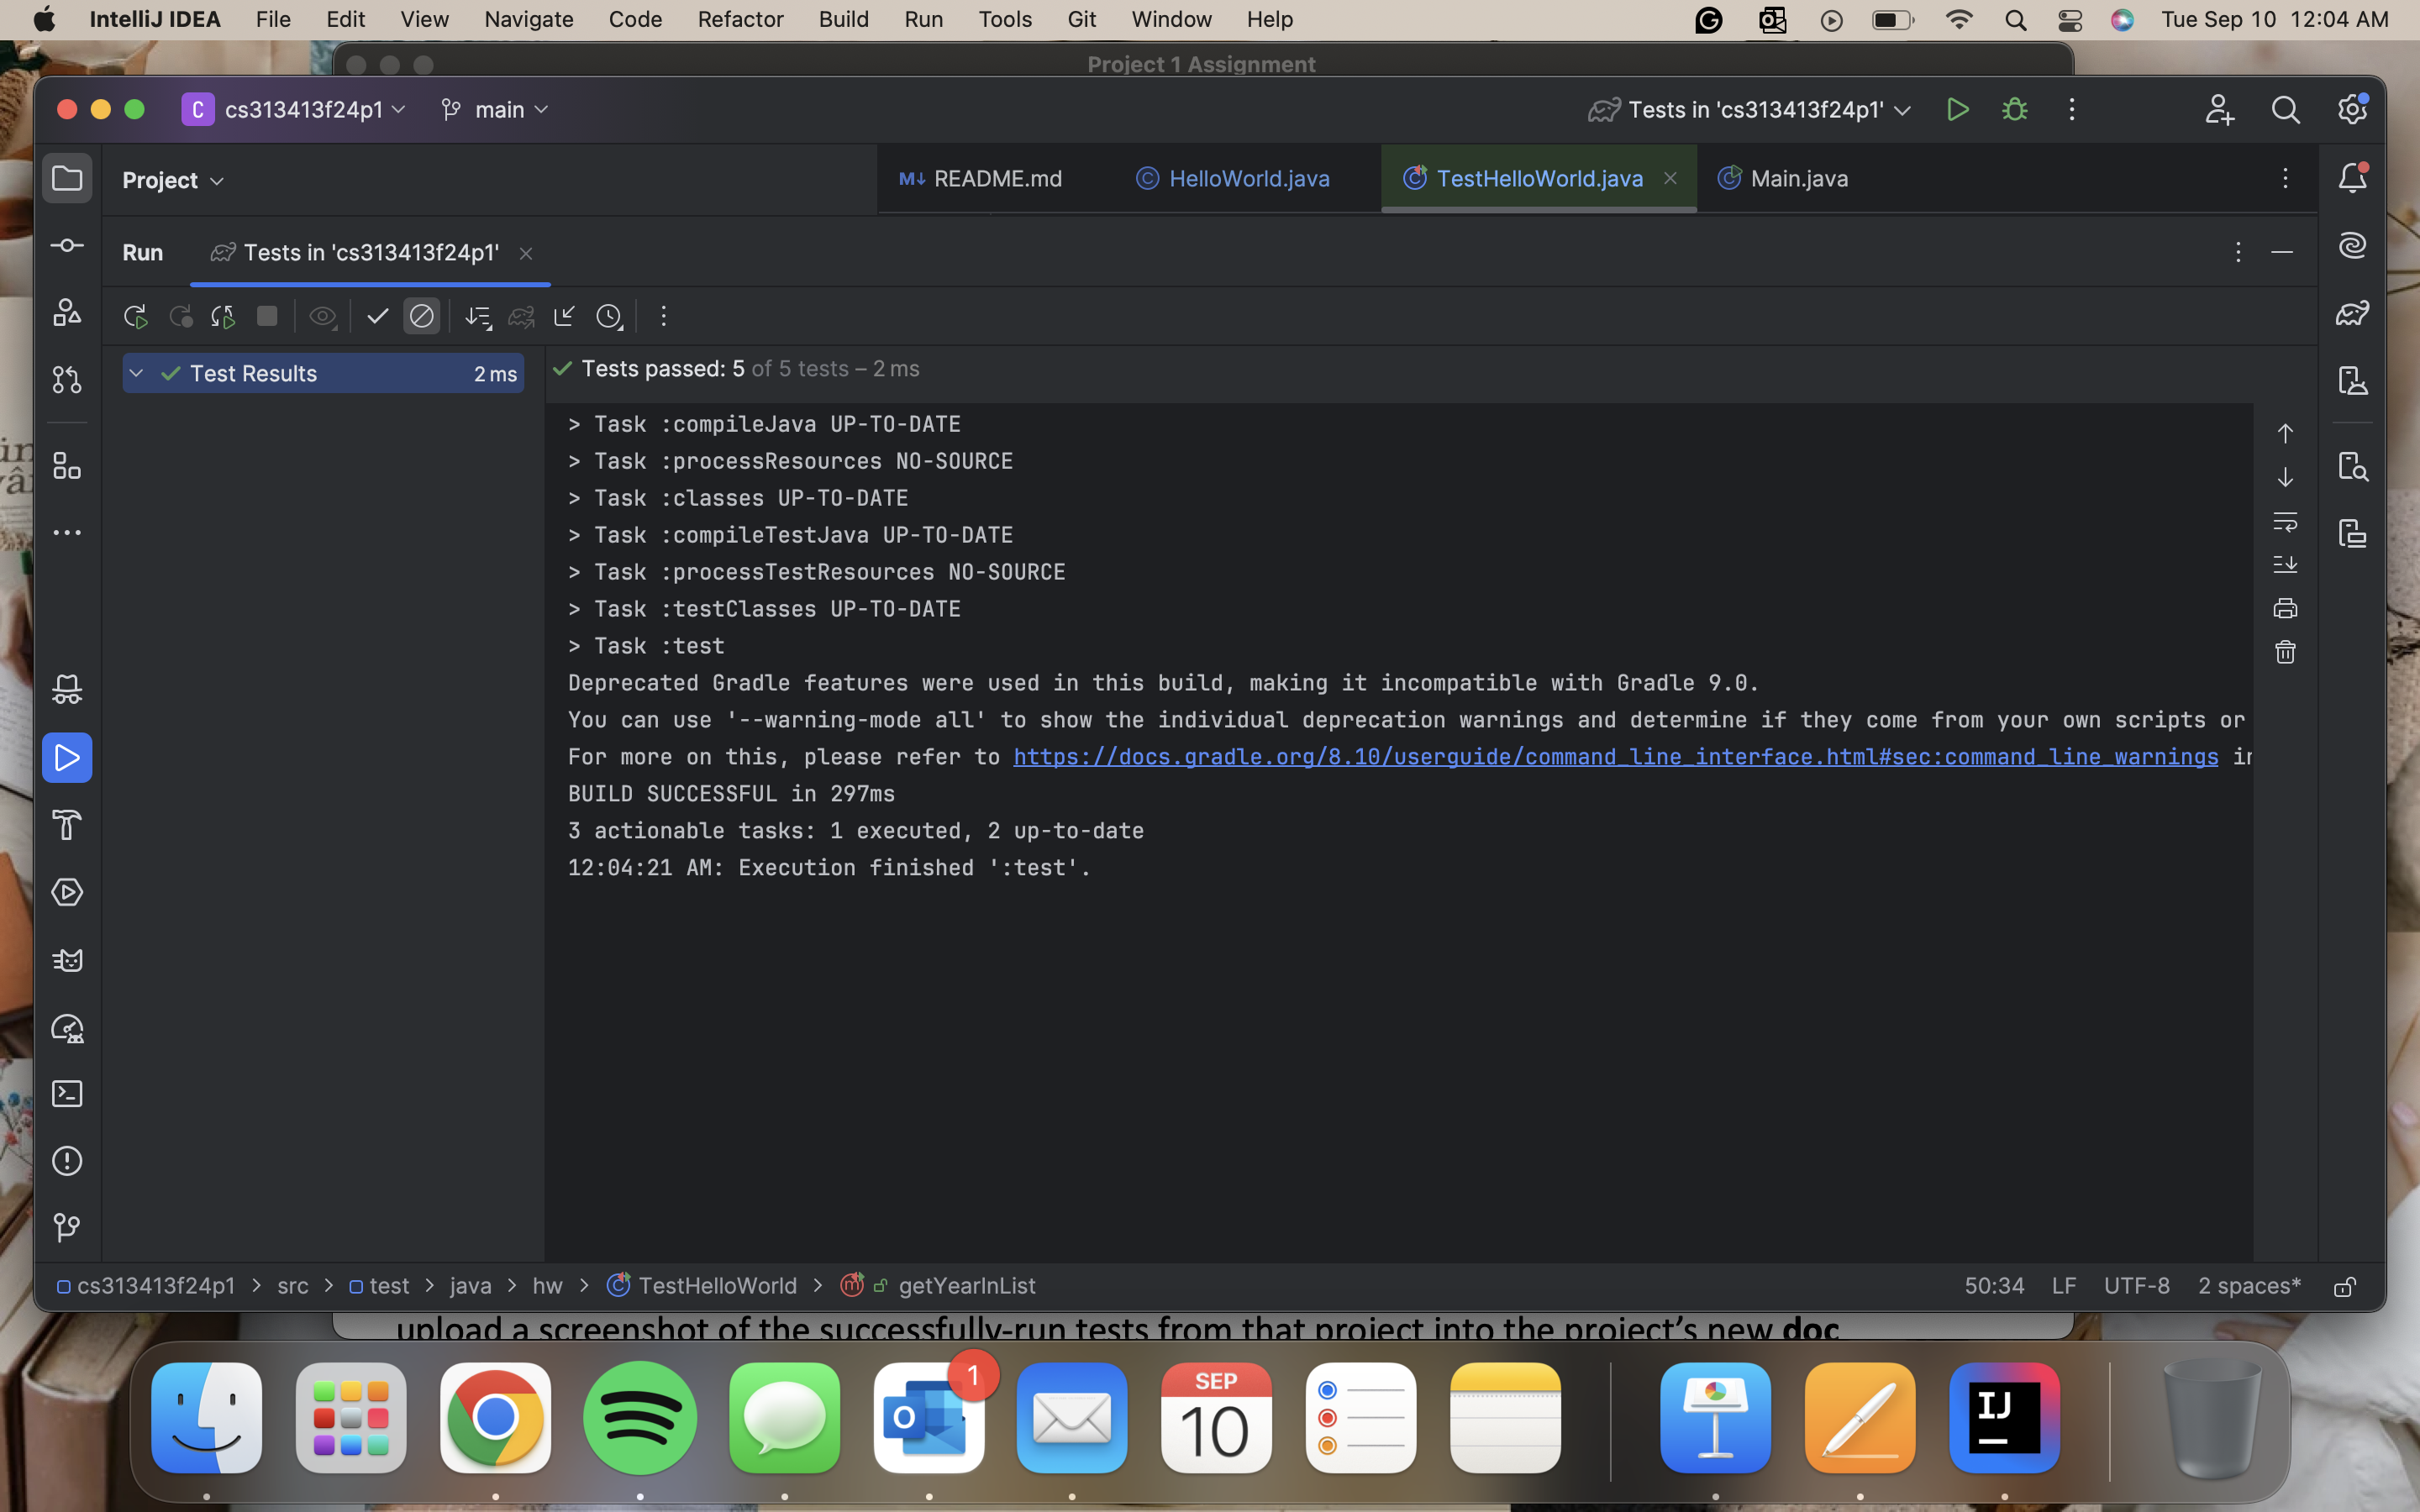 IntelliJ IDEA File Edit View Navigate Code Refactor Build Run Tools Git Window Help Tue Sep 10 12:04 AM
Project 1 Assignment
C cs313413f24p1 main Tests in 'cs313413f24p1'
Project M↓ README.md HelloWorld.java TestHelloWorld.java Main.java
Run Tests in 'cs313413f24p1'
Test Results 2 ms
Tests passed: 5 of 5 tests – 2 ms
> Task :compileJava UP-TO-DATE
> Task :processResources NO-SOURCE
> Task :classes UP-TO-DATE
> Task :compileTestJava UP-TO-DATE
> Task :processTestResources NO-SOURCE
> Task :testClasses UP-TO-DATE
> Task :test
Deprecated Gradle features were used in this build, making it incompatible with Gradle 9.0.
You can use '--warning-mode all' to show the individual deprecation warnings and determine if they come from your own scripts or
For more on this, please refer to https://docs.gradle.org/8.10/userguide/command_line_interface.html#sec:command_line_warnings in
BUILD SUCCESSFUL in 297ms
3 actionable tasks: 1 executed, 2 up-to-date
12:04:21 AM: Execution finished ':test'.
cs313413f24p1 > src > test > java > hw > TestHelloWorld > getYearInList 50:34 LF UTF-8 2 spaces*
upload a screenshot of the successfully-run tests from that project into the project's new doc
1
SEP
10
IJ